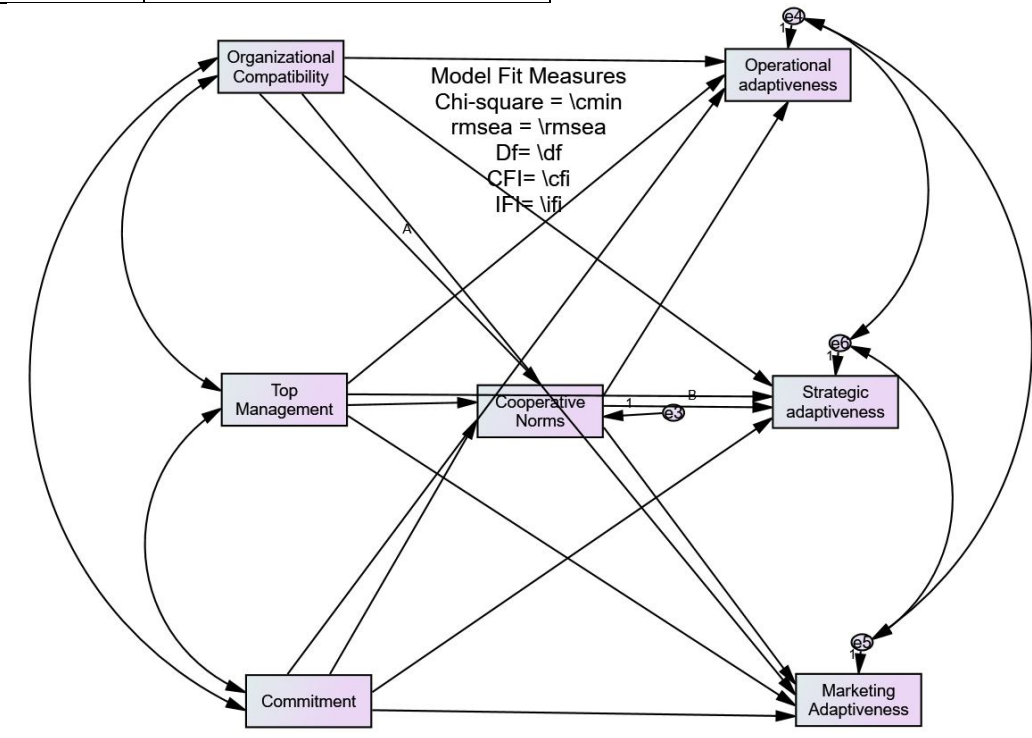 e4
1
Organizational
Compatibility
Operational
adaptiveness
Model Fit Measures
Chi-square = \cmin
rmsea = \rmsea
Df= \df
CFI= \cfi
IFI= \ifi
A
e6
1
Top
Management
Cooperative
Norms
1
e3
B
Strategic
adaptiveness
e5
1
Commitment
Marketing
Adaptiveness